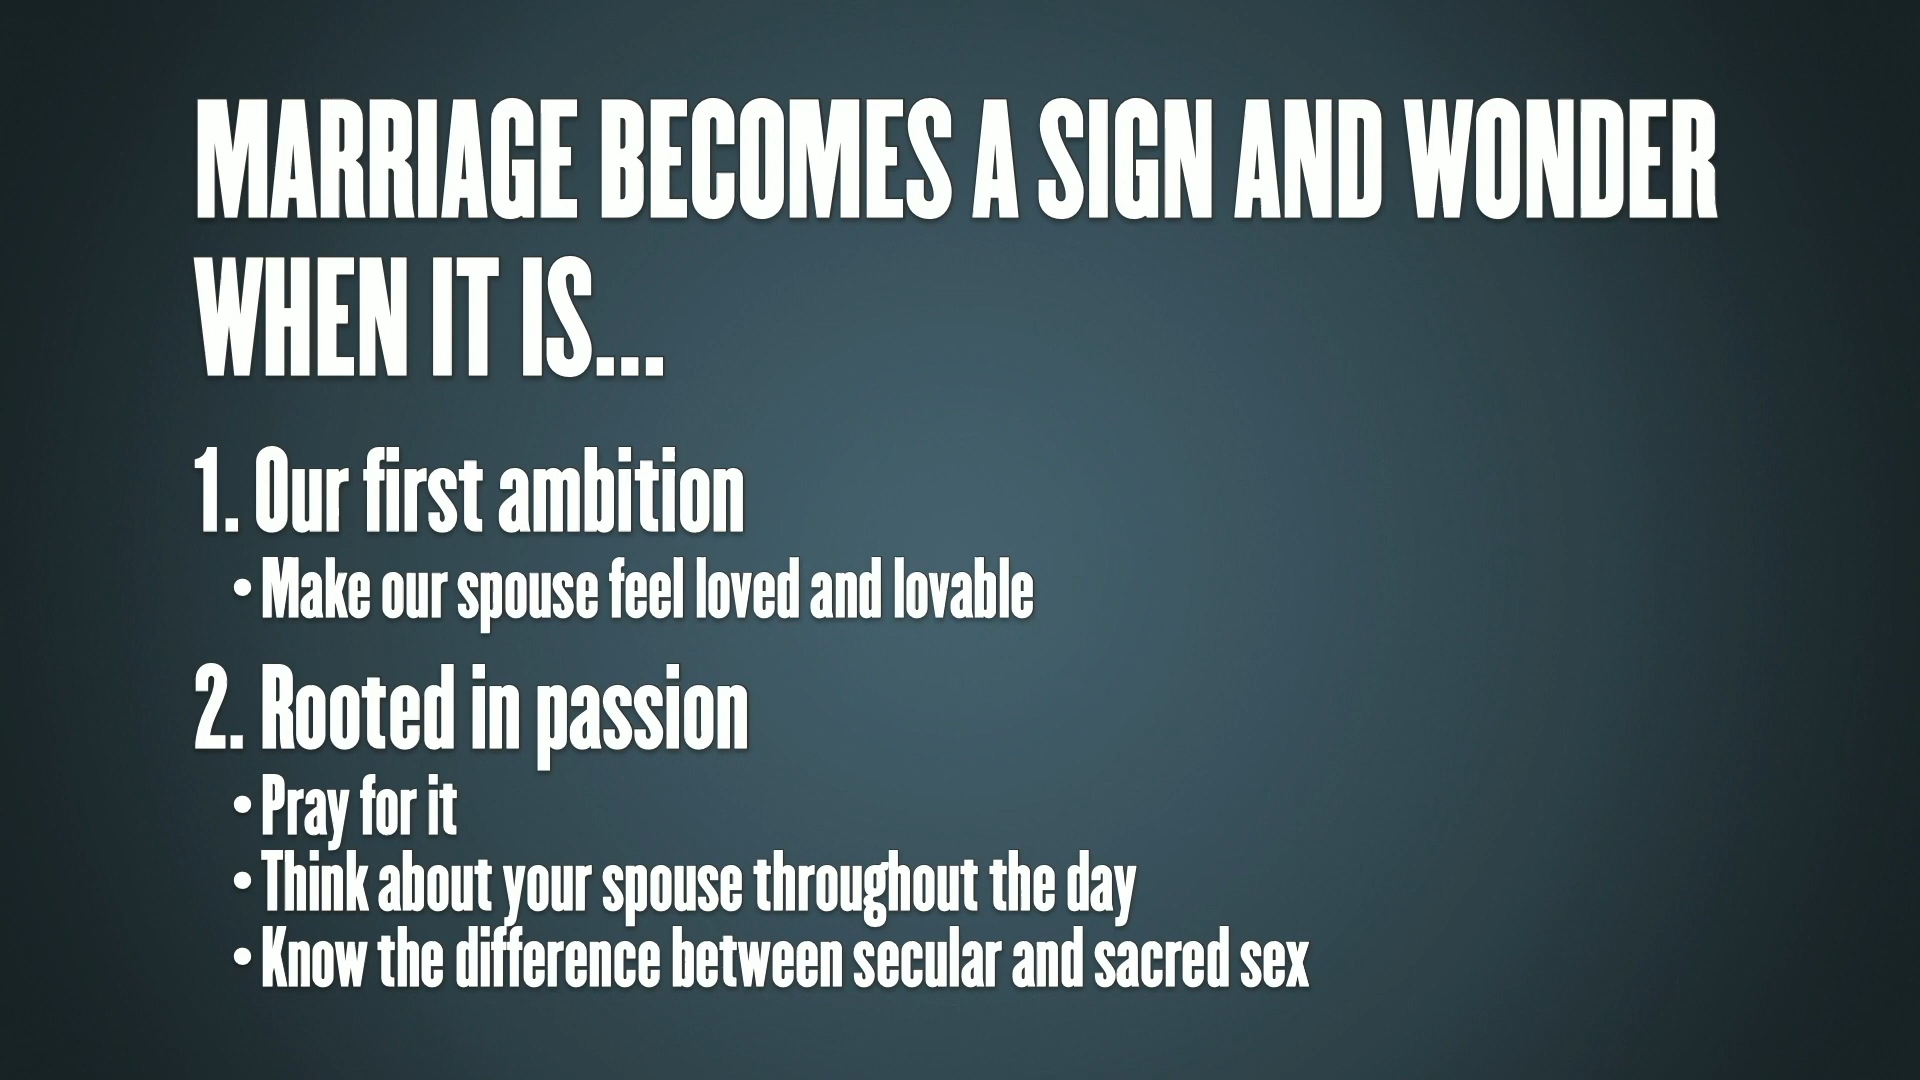 MARRIAGE BECOMES A SIGN AND WONDER
WHEN IT IS...
1. Our first ambition
• Make our spouse feel loved and lovable
2. Rooted in passion
• Pray for it
• Think about your spouse throughout the day
• Know the difference between secular and sacred sex